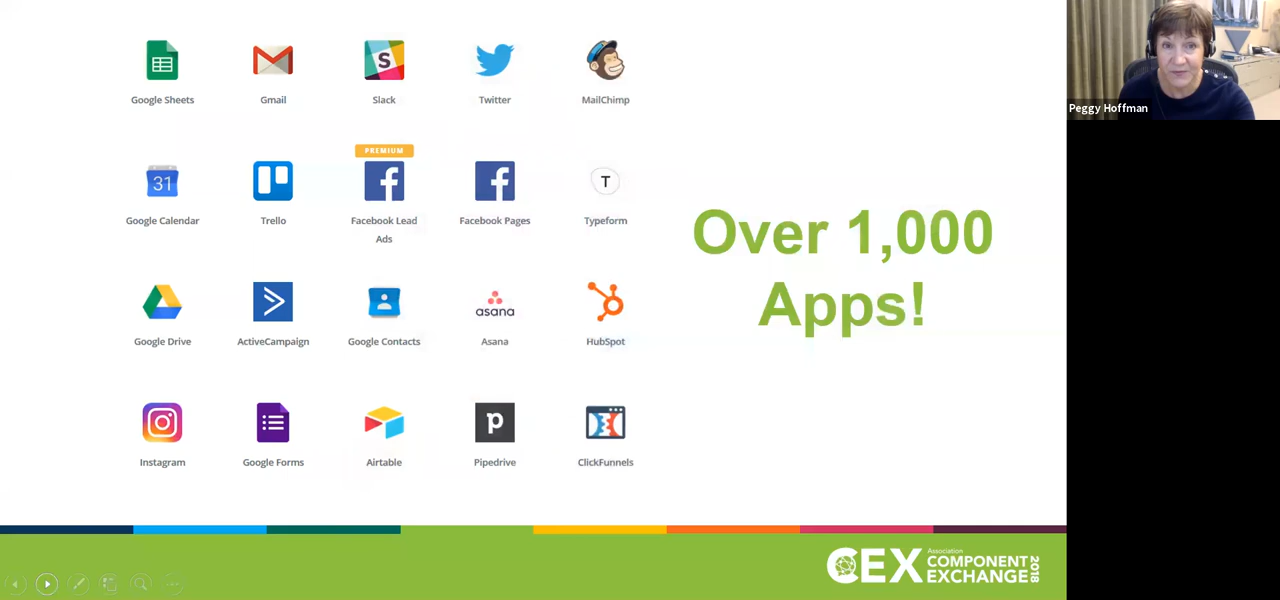 Google Sheets
Gmail
S
Slack
Twitter
MailChimp
31
Google Calendar
Trello
PREMIUM
Facebook Lead
Ads
Facebook Pages
T
Typeform
Google Drive
ActiveCampaign
Google Contacts
asana
Asana
HubSpot
Instagram
Google Forms
Airtable
p
Pipedrive
ClickFunnels
Over 1,000
Apps!
CEX
Association
COMPONENT
EXCHANGE
2018
Peggy Hoffman